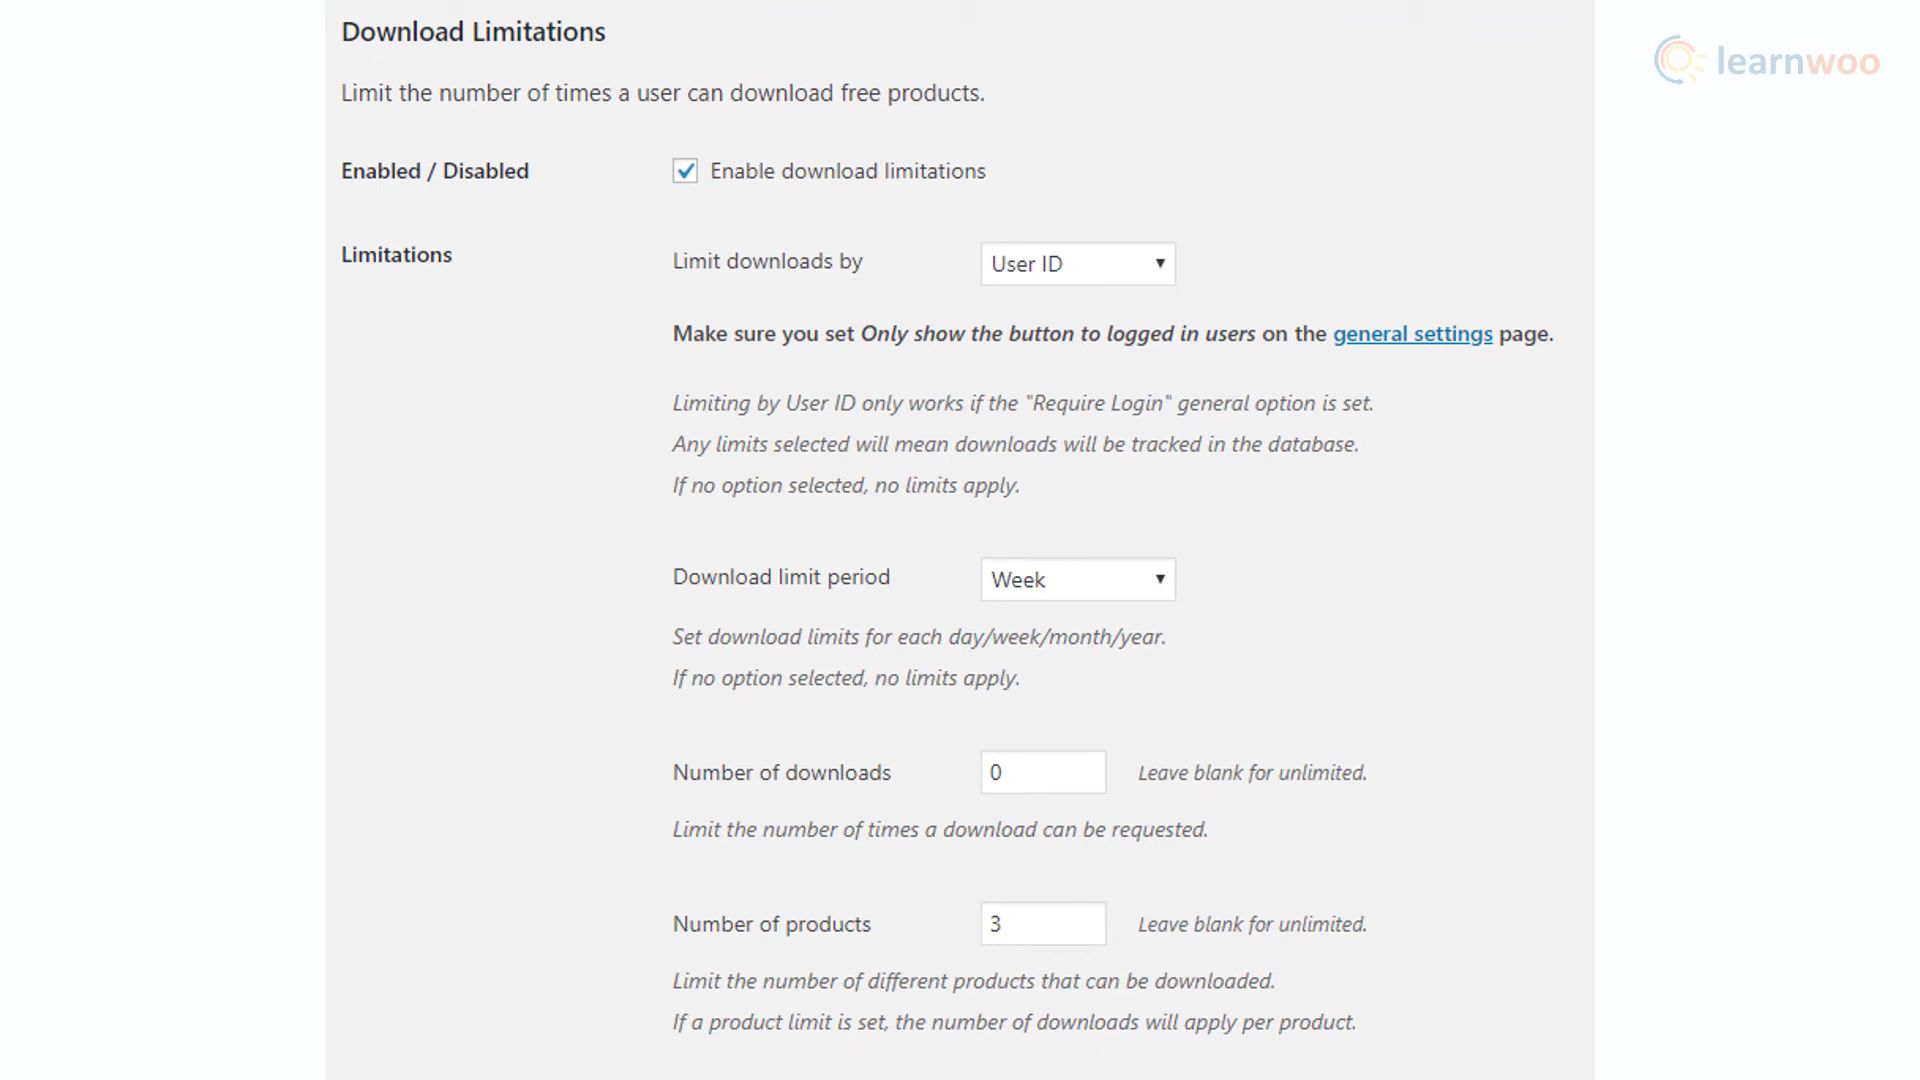 Download Limitations
learnwoo
Limit the number of times a user can download free products.
Enabled / Disabled
Enable download limitations
Limitations
Limit downloads by
User ID
Make sure you set Only show the button to logged in users on the general settings page.
Limiting by User ID only works if the "Require Login" general option is set.
Any limits selected will mean downloads will be tracked in the database.
If no option selected, no limits apply.
Download limit period
Week
Set download limits for each day/week/month/year.
If no option selected, no limits apply.
Number of downloads
0
Leave blank for unlimited.
Limit the number of times a download can be requested.
Number of products
3
Leave blank for unlimited.
Limit the number of different products that can be downloaded.
If a product limit is set, the number of downloads will apply per product.